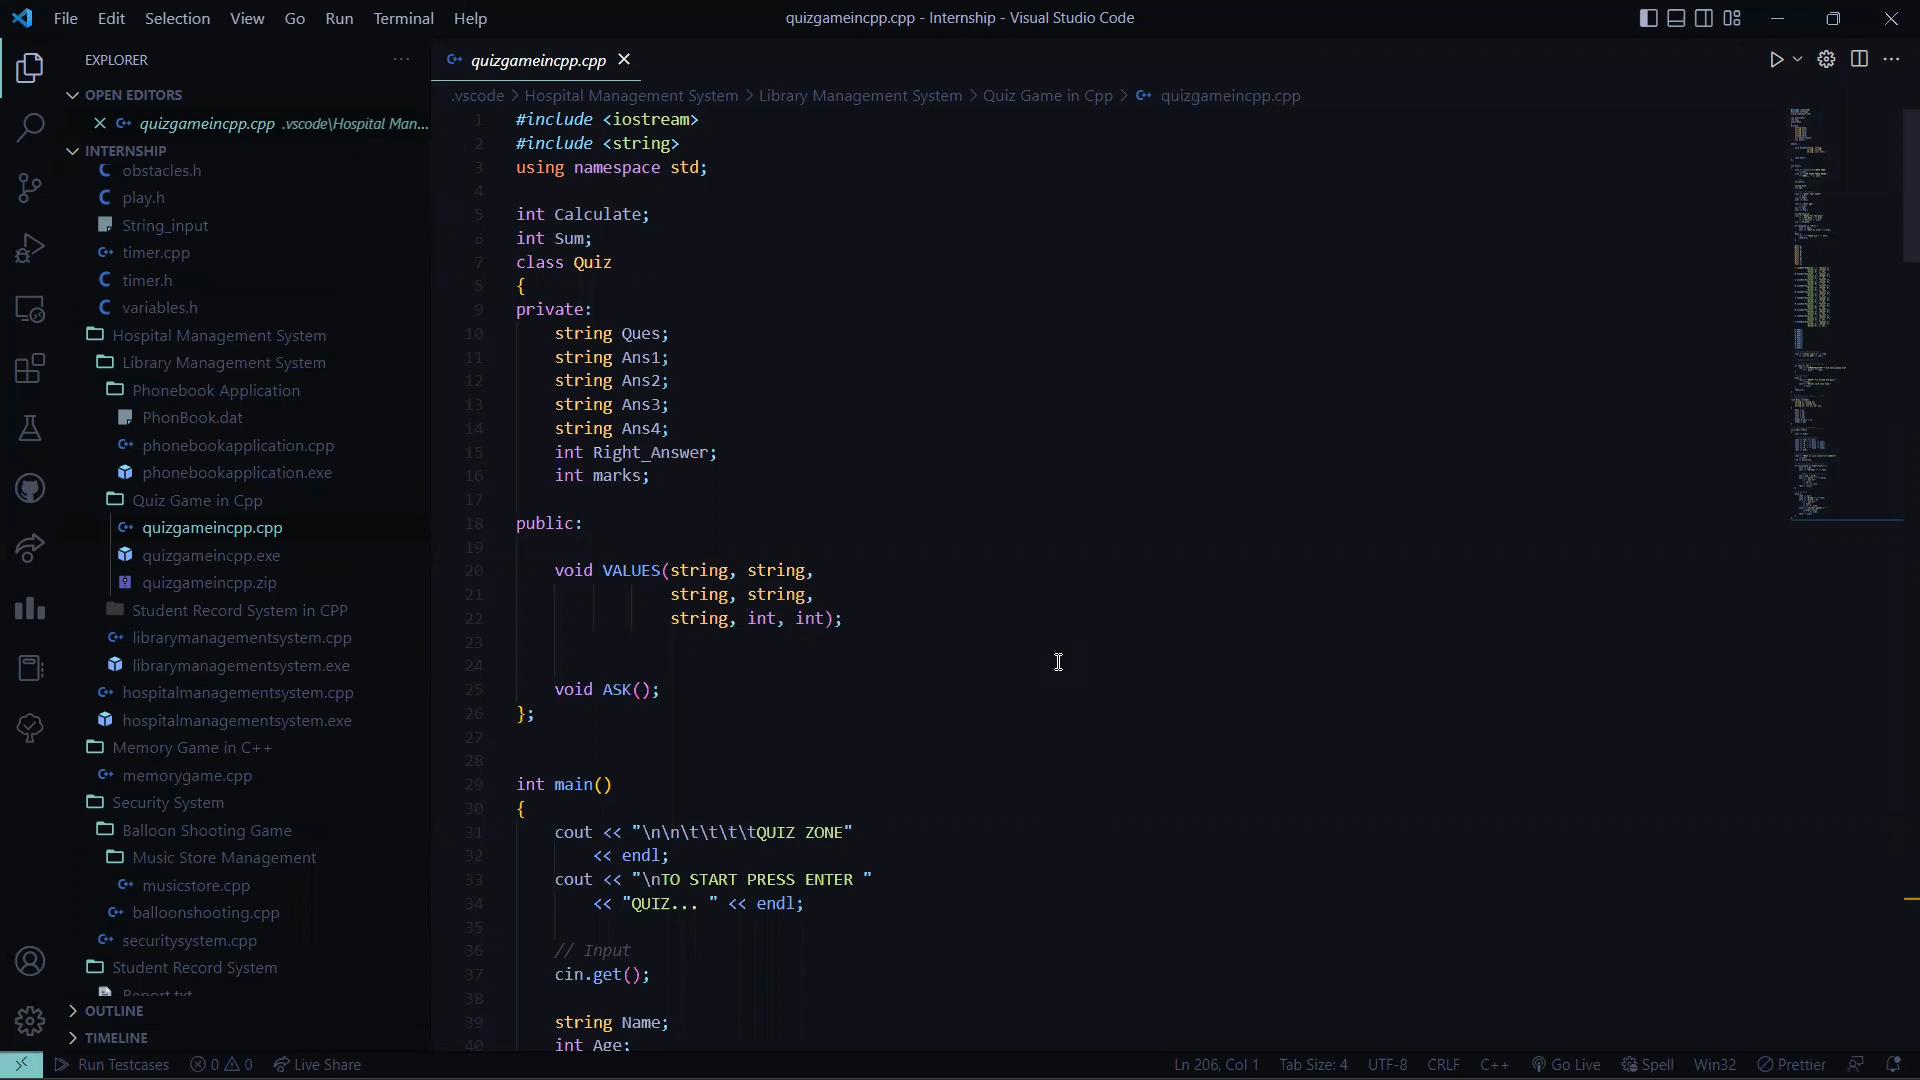 File Edit Selection View Go Run Terminal Help
quizgameincpp.cpp - Internship - Visual Studio Code
EXPLORER
OPEN EDITORS
quizgameincpp.cpp .vscode\Hospital Man...
INTERNSHIP
obstacles.h
play.h
String_input
timer.cpp
timer.h
variables.h
Hospital Management System
Library Management System
Phonebook Application
PhonBook.dat
phonebookapplication.cpp
phonebookapplication.exe
Quiz Game in Cpp
quizgameincpp.cpp
quizgameincpp.exe
quizgameincpp.zip
Student Record System in CPP
librarymanagementsystem.cpp
librarymanagementsystem.exe
hospitalmanagementsystem.cpp
hospitalmanagementsystem.exe
Memory Game in C++
memorygame.cpp
Security System
Balloon Shooting Game
Music Store Management
musicstore.cpp
balloonshooting.cpp
securitysystem.cpp
Student Record System
Report.txt
OUTLINE
TIMELINE
quizgameincpp.cpp
.vscode > Hospital Management System > Library Management System > Quiz Game in Cpp > quizgameincpp.cpp
1 #include <iostream>
2 #include <string>
3 using namespace std;
4
5 int Calculate;
6 int Sum;
7 class Quiz
8 {
9 private:
10 string Ques;
11 string Ans1;
12 string Ans2;
13 string Ans3;
14 string Ans4;
15 int Right_Answer;
16 int marks;
17
18 public:
19
20 void VALUES(string, string,
21 string, string,
22 string, int, int);
23
24
25 void ASK();
26 };
27
28
29 int main()
30 {
31 cout << "\n\n\t\t\t\tQUIZ ZONE"
32 << endl;
33 cout << "\nTO START PRESS ENTER "
34 << "QUIZ... " << endl;
35
36 // Input
37 cin.get();
38
39 string Name;
40 int Age;
Run Testcases 0 0 Live Share
Ln 206, Col 1 Tab Size: 4 UTF-8 CRLF C++ Go Live Spell Win32 Prettier